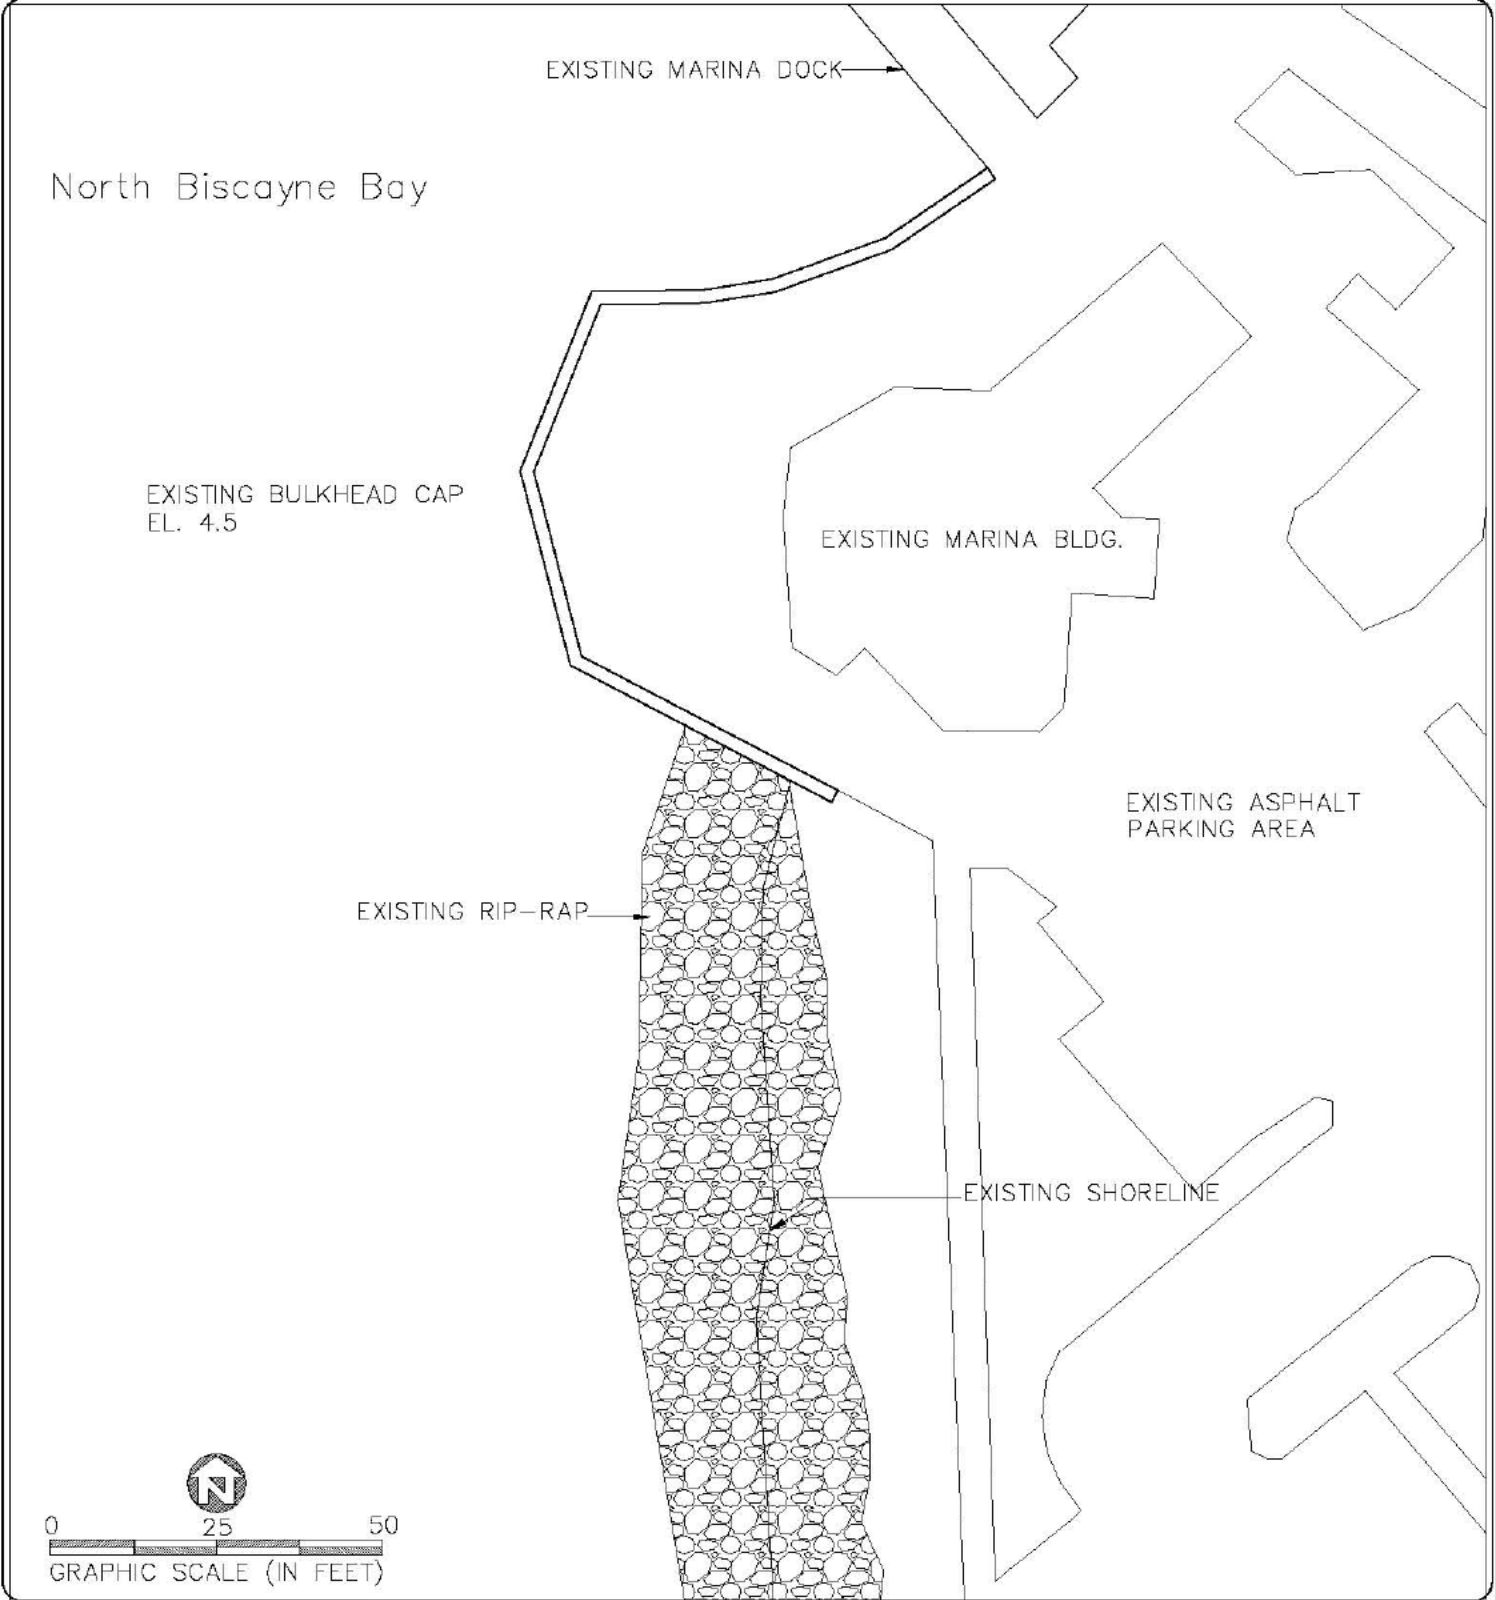 EXISTING MARINA DOCK
North Biscayne Bay
EXISTING BULKHEAD CAP
EL. 4.5
EXISTING MARINA BLDG.
EXISTING ASPHALT
PARKING AREA
EXISTING RIP-RAP
EXISTING SHORELINE
N
0 25 50
GRAPHIC SCALE (IN FEET)